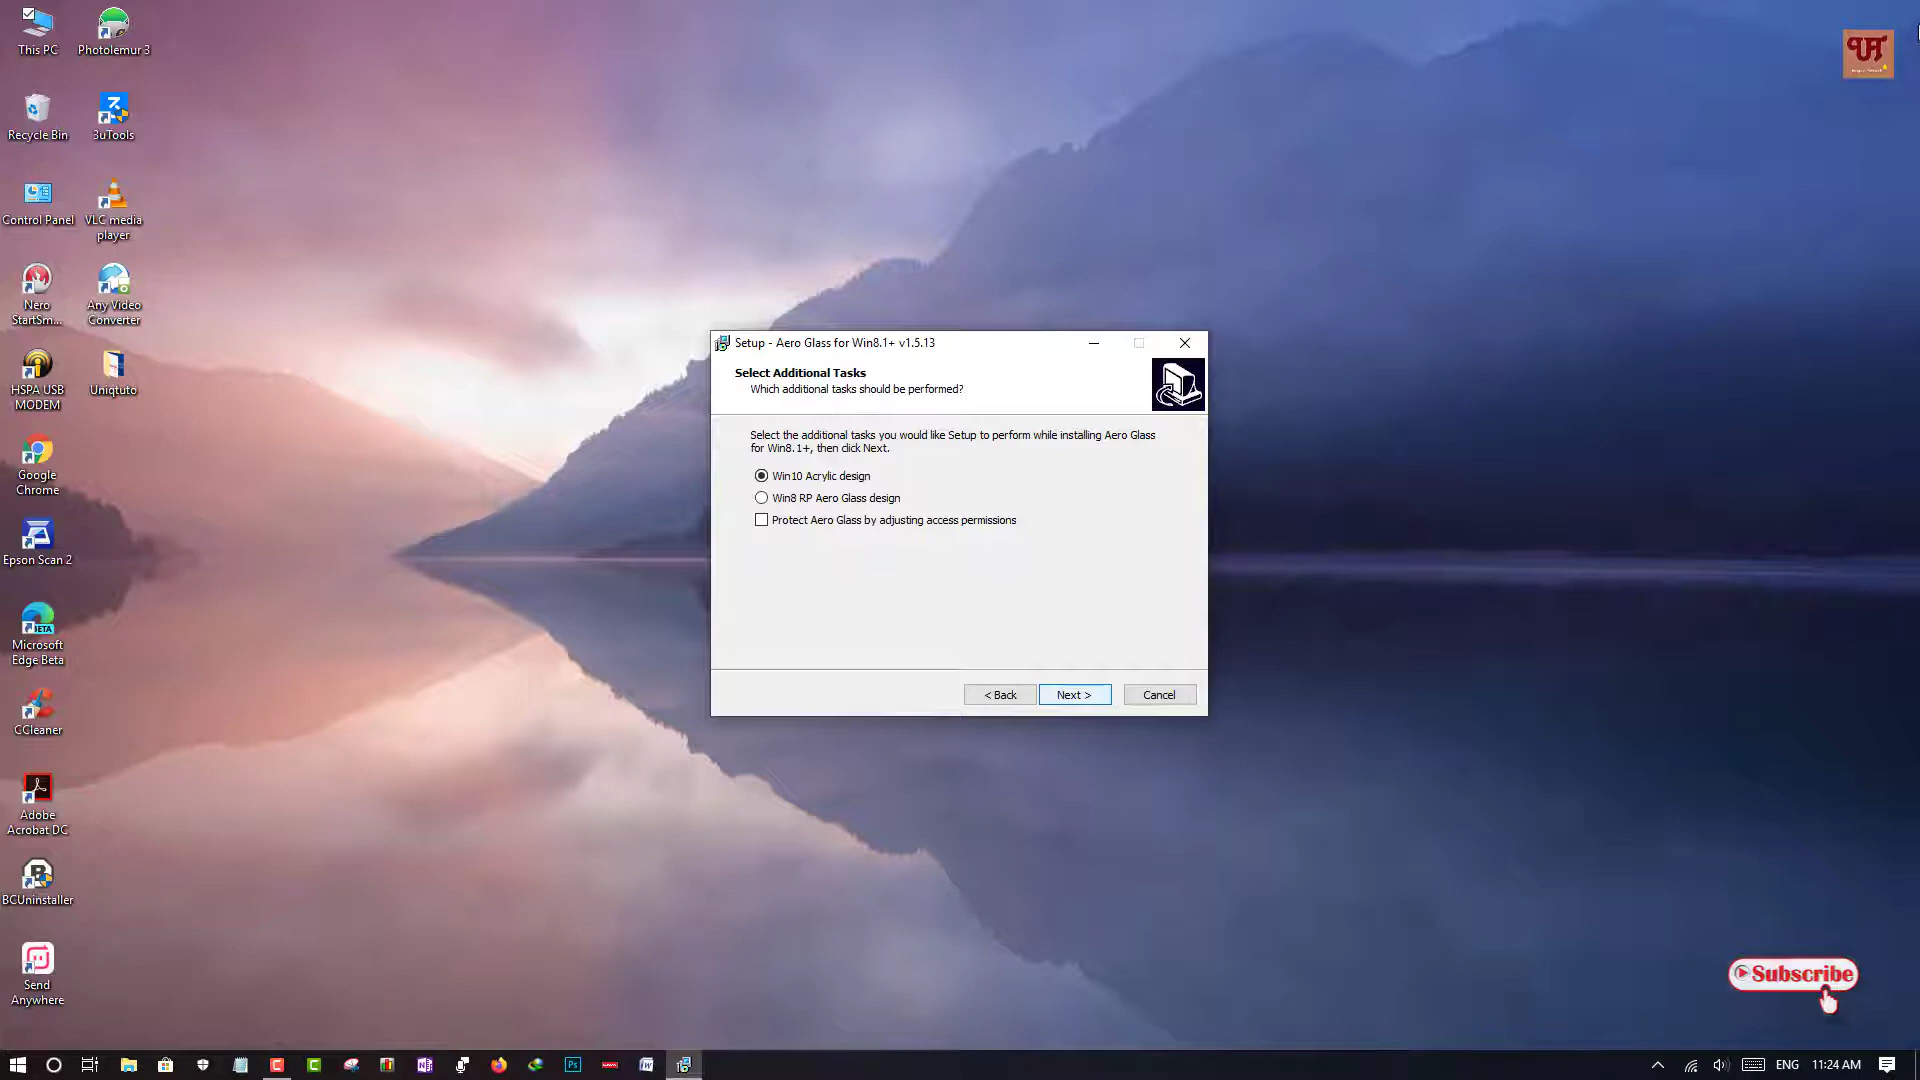 This PC
Photolemur 3
Recycle Bin
3uTools
Control Panel
VLC media
player
Nero
StartSm...
Any Video
Converter
HSPA USB
MODEM
Uniqtuto
Google
Chrome
Epson Scan 2
BETA
Microsoft
Edge Beta
CCleaner
Adobe
Acrobat DC
BCUninstaller
Send
Anywhere
Setup - Aero Glass for Win8.1+ v1.5.13
Select Additional Tasks
Which additional tasks should be performed?
Select the additional tasks you would like Setup to perform while installing Aero Glass
for Win8.1+, then click Next.
Win10 Acrylic design
Win8 RP Aero Glass design
Protect Aero Glass by adjusting access permissions
< Back
Next >
Cancel
Subscribe
Ps
ENG
11:24 AM